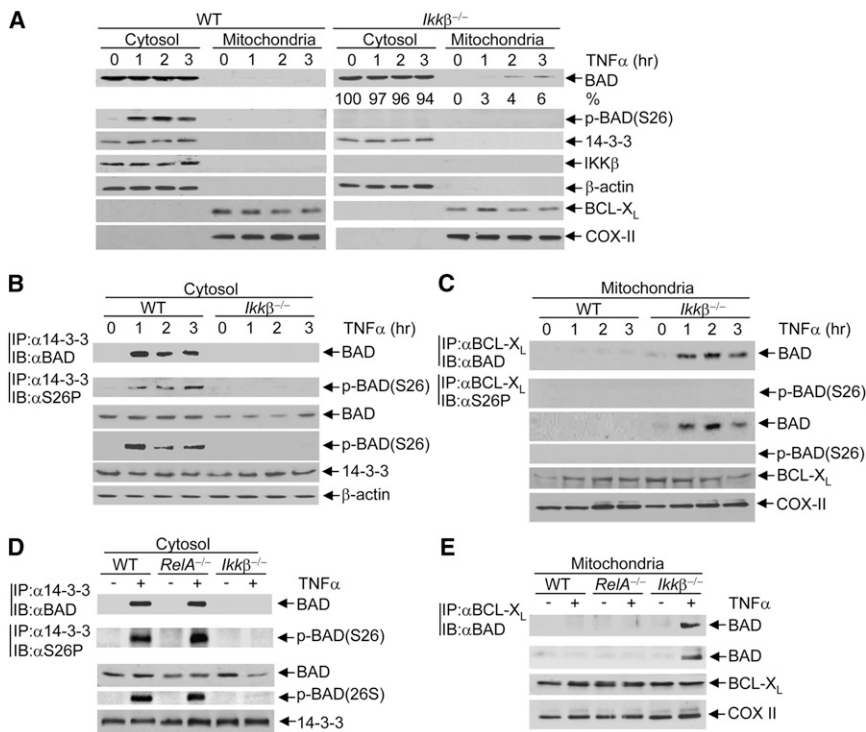 A
WT Ikkβ–/–
Cytosol Mitochondria Cytosol Mitochondria
0 1 2 3 0 1 2 3 0 1 2 3 0 1 2 3 TNFα (hr)
BAD
100 97 96 94 0 3 4 6 %
p-BAD(S26)
14-3-3
IKKβ
β-actin
BCL-XL
COX-II
B
Cytosol
WT Ikkβ–/–
0 1 2 3 0 1 2 3 TNFα (hr)
IP:α14-3-3
IB:αBAD
BAD
IP:α14-3-3
IB:αS26P
p-BAD(S26)
BAD
p-BAD(S26)
14-3-3
β-actin
C
Mitochondria
WT Ikkβ–/–
0 1 2 3 0 1 2 3 TNFα (hr)
IP:αBCL-XL
IB:αBAD
BAD
IP:αBCL-XL
IB:αS26P
p-BAD(S26)
BAD
p-BAD(S26)
BCL-XL
COX-II
D
Cytosol
WT RelA–/– Ikkβ–/–
- + - + - + TNFα
IP:α14-3-3
IB:αBAD
BAD
IP:α14-3-3
IB:αS26P
p-BAD(S26)
BAD
p-BAD(26S)
14-3-3
E
Mitochondria
WT RelA–/– Ikkβ–/–
- + - + - + TNFα
IP:αBCL-XL
IB:αBAD
BAD
BAD
BCL-XL
COX II